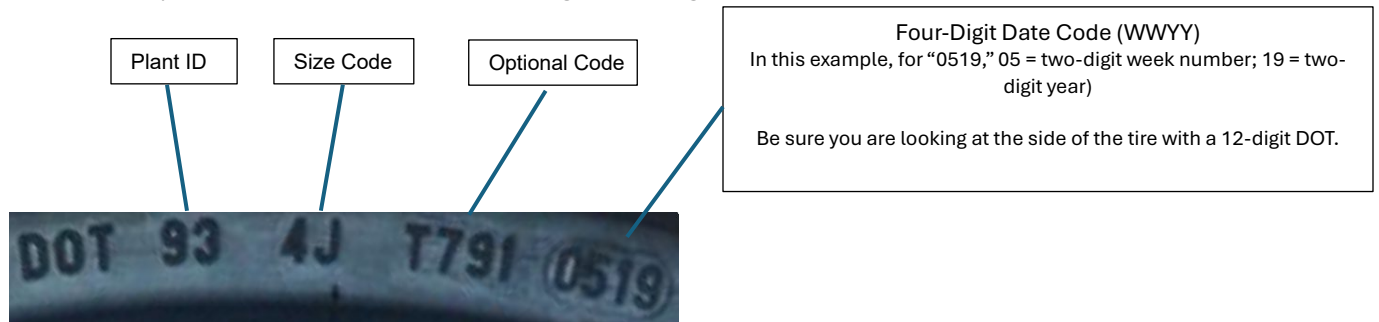 Plant ID
Size Code
Optional Code
Four-Digit Date Code (WWYY)
In this example, for “0519,” 05 = two-digit week number; 19 = two-
digit year)
Be sure you are looking at the side of the tire with a 12-digit DOT.
DOT 93 4J T791 0519